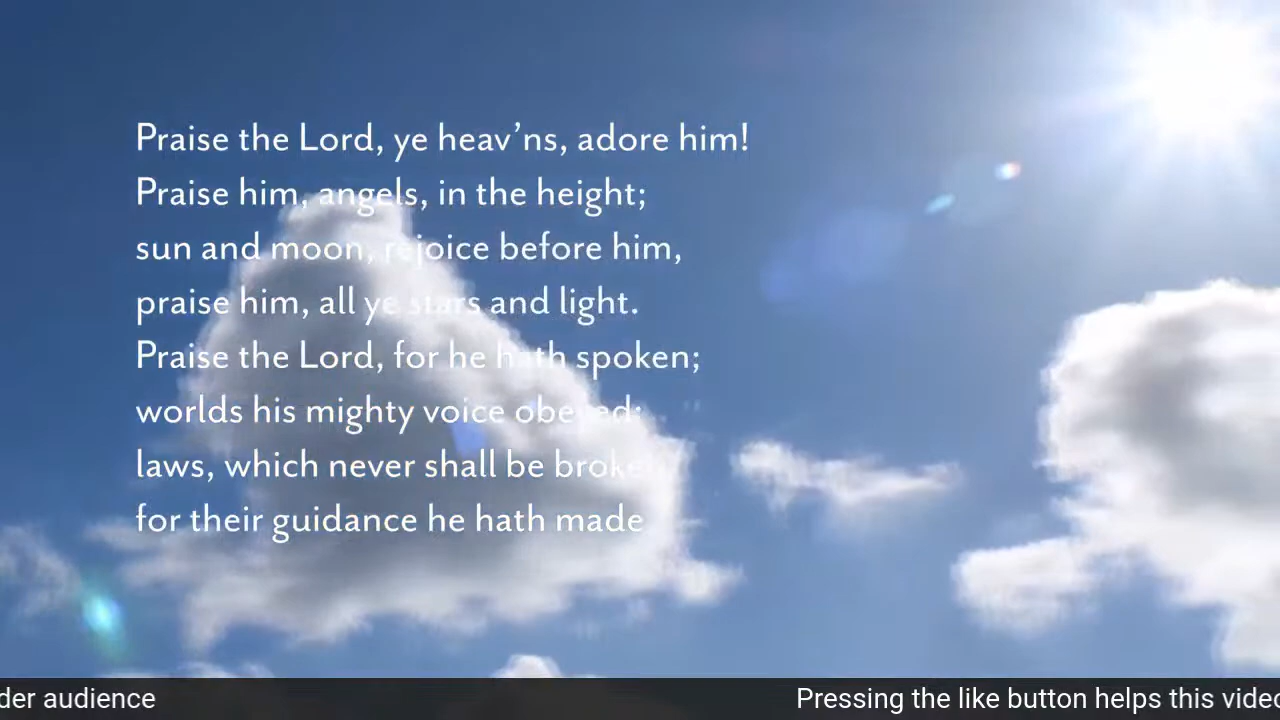 Praise the Lord, ye heav’ns, adore him!
Praise him, angels, in the height;
sun and moon, rejoice before him,
praise him, all ye stars and light.
Praise the Lord, for he hath spoken;
worlds his mighty voice obeyed:
laws, which never shall be broke
for their guidance he hath made
der audience
Pressing the like button helps this video